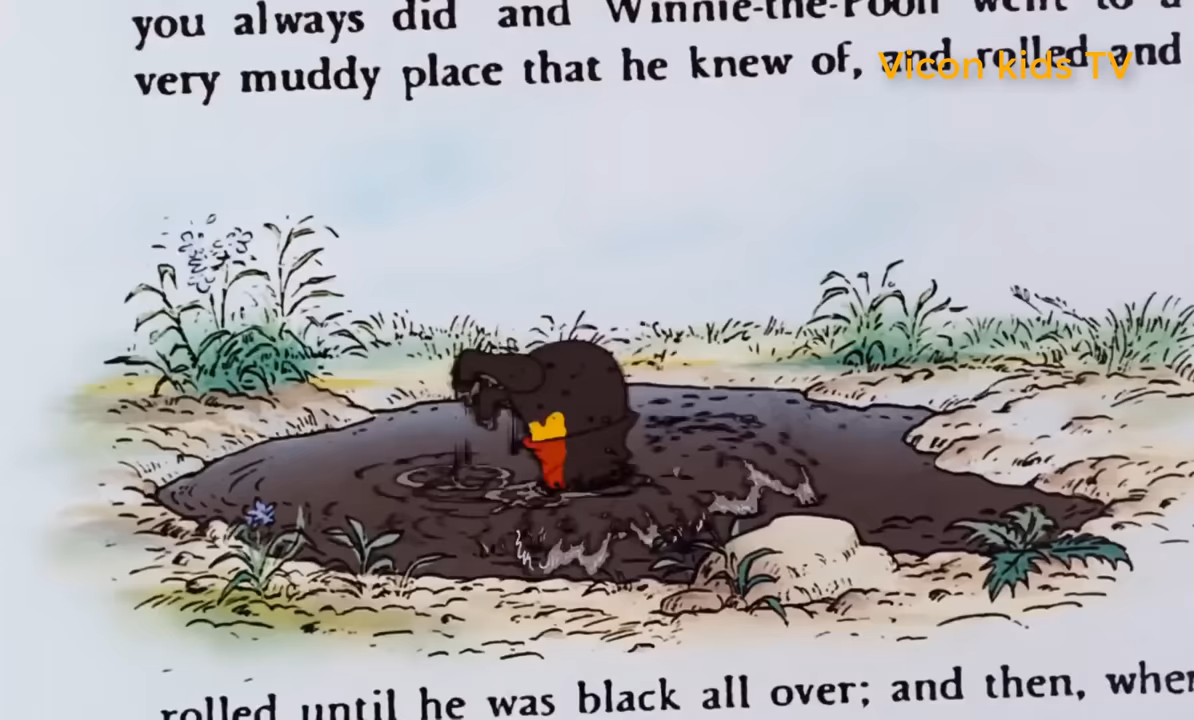 you always did and Winnie-the-Pooh went to a
very muddy place that he knew of, and rolled and
Vicon kids TV
rolled until he was black all over; and then, when